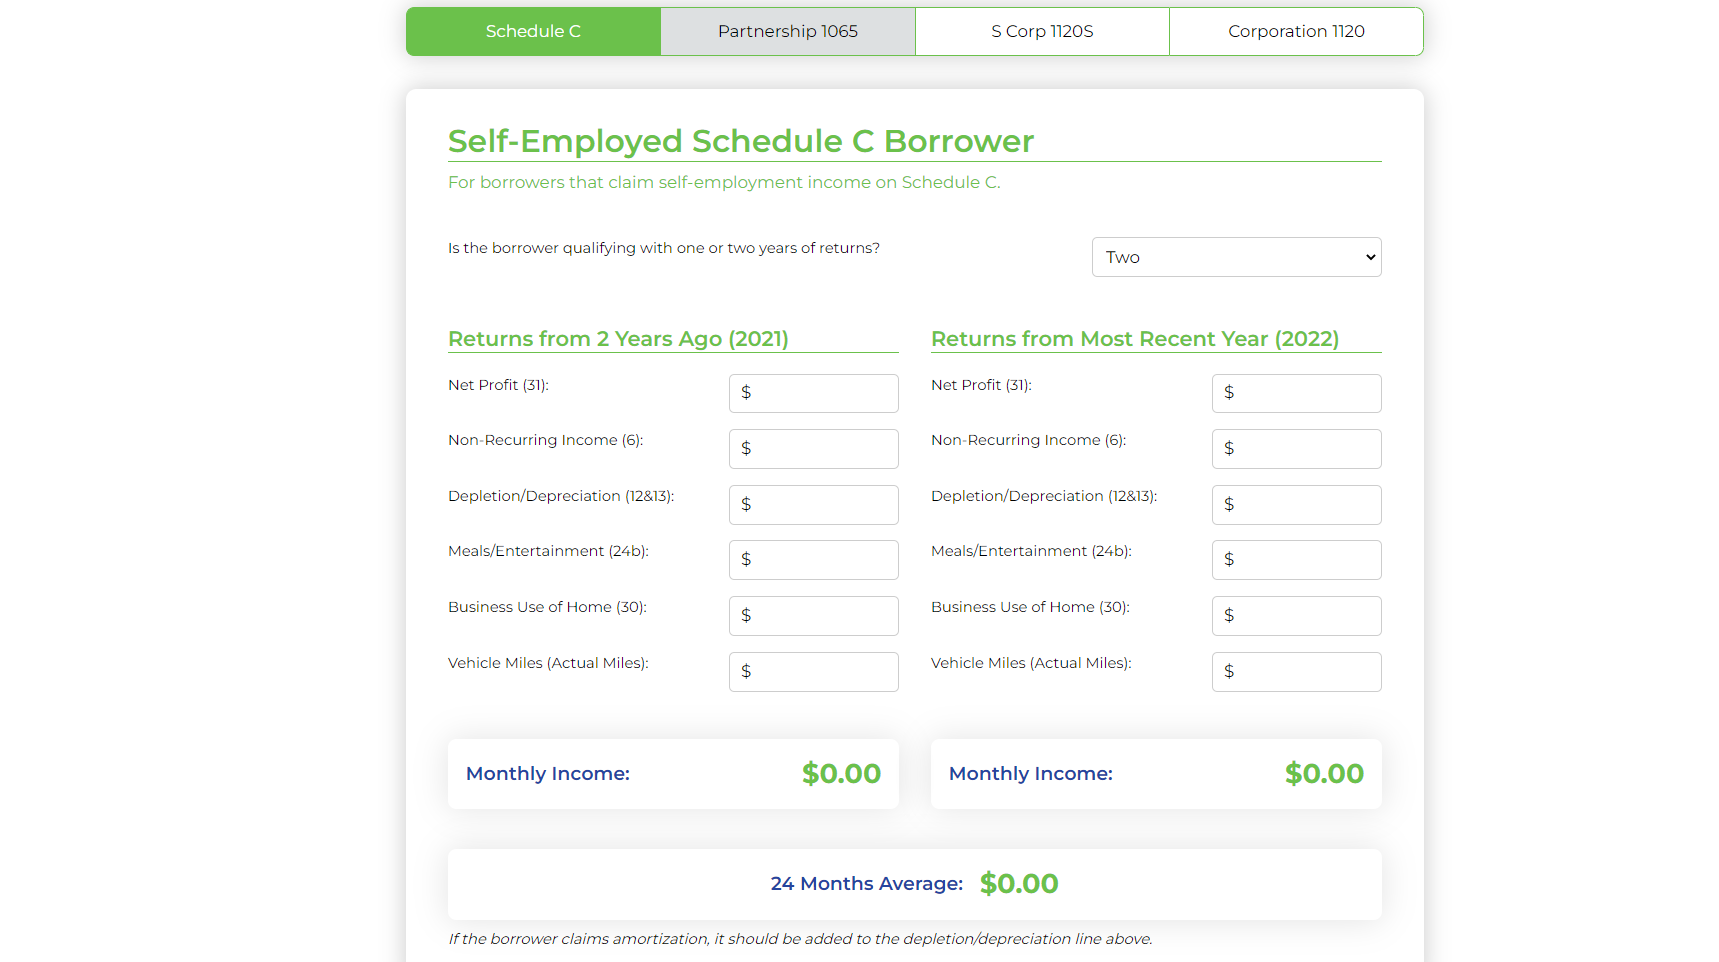 Schedule C
Partnership 1065
S Corp 1120S
Corporation 1120
Self-Employed Schedule C Borrower
For borrowers that claim self-employment income on Schedule C.
Is the borrower qualifying with one or two years of returns?
Two
Returns from 2 Years Ago (2021)
Net Profit (31):
$
Non-Recurring Income (6):
$
Depletion/Depreciation (12&13):
$
Meals/Entertainment (24b):
$
Business Use of Home (30):
$
Vehicle Miles (Actual Miles):
$
Monthly Income:
$0.00
Returns from Most Recent Year (2022)
Net Profit (31):
$
Non-Recurring Income (6):
$
Depletion/Depreciation (12&13):
$
Meals/Entertainment (24b):
$
Business Use of Home (30):
$
Vehicle Miles (Actual Miles):
$
Monthly Income:
$0.00
24 Months Average: $0.00
If the borrower claims amortization, it should be added to the depletion/depreciation line above.